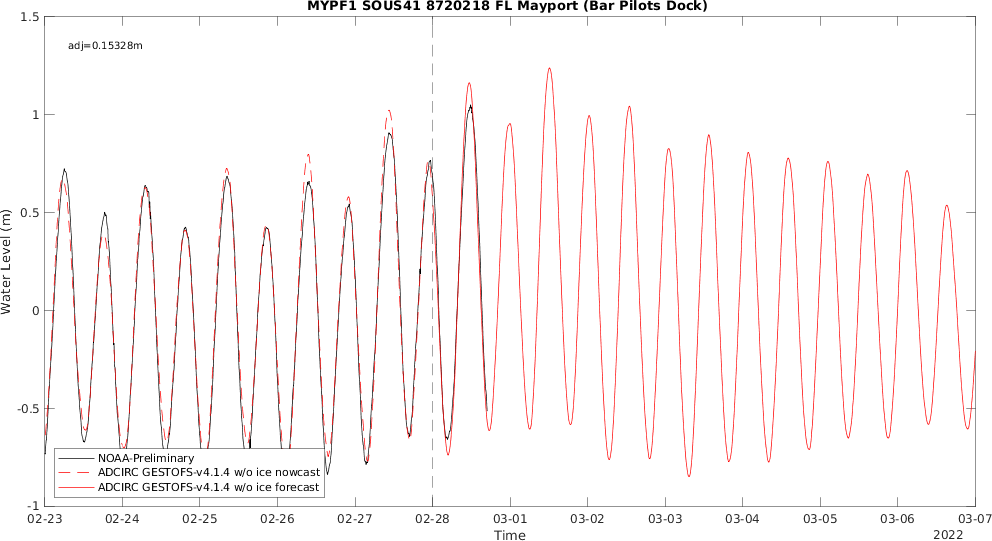 MYPF1 SOUS41 8720218 FL Mayport (Bar Pilots Dock)
1.5
adj=0.15328m
1
0.5
Water Level (m)
0
-0.5
NOAA-Preliminary
ADCIRC GESTOFS-v4.1.4 w/o ice nowcast
ADCIRC GESTOFS-v4.1.4 w/o ice forecast
-1
02-23 02-24 02-25 02-26 02-27 02-28 03-01 03-02 03-03 03-04 03-05 03-06 03-07
Time
2022